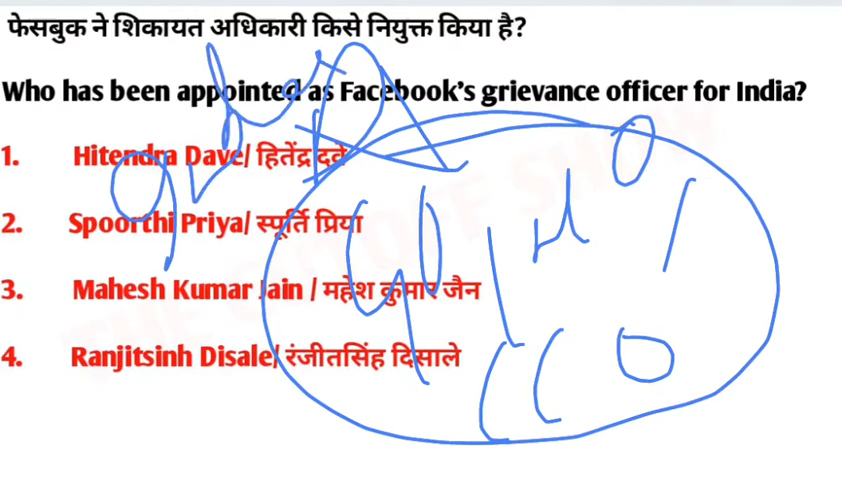 फेसबुक ने शिकायत अधिकारी किसे नियुक्त किया है?
Who has been appointed as Facebook's grievance officer for India?
1. Hitendra Dave/ हितेंद्र दवे
2. Spoorthi Priya/ स्पूर्ति प्रिया
3. Mahesh Kumar Jain / महेश कुमार जैन
4. Ranjitsinh Disale/ रंजीतसिंह दिसाले